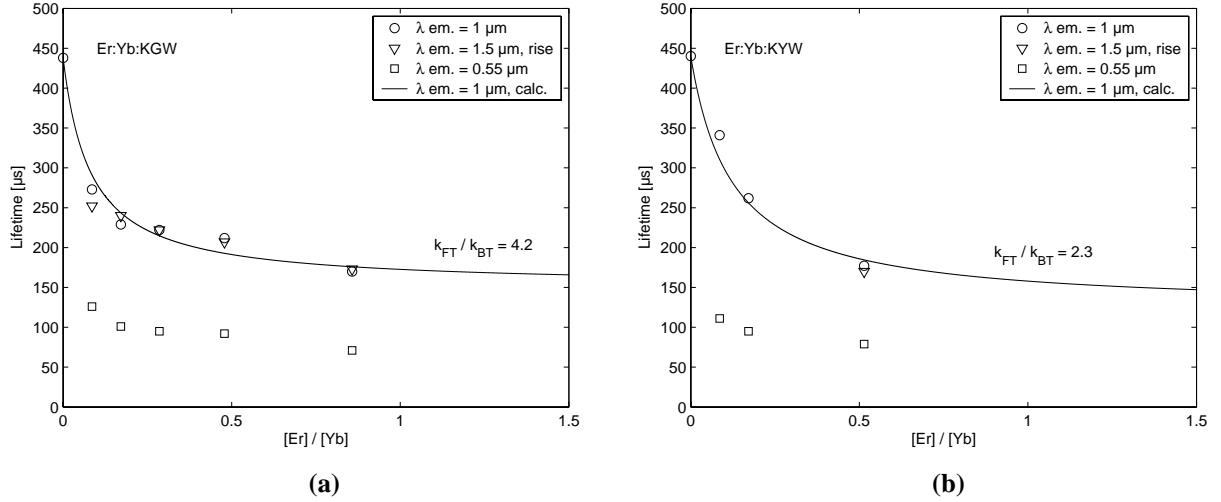 500
450
400
350
300
250
200
150
100
50
0
Lifetime [µs]
Er:Yb:KGW
λ em. = 1 µm
λ em. = 1.5 µm, rise
λ em. = 0.55 µm
λ em. = 1 µm, calc.
k_FT / k_BT = 4.2
0 0.5 1 1.5
[Er] / [Yb]
(a)
500
450
400
350
300
250
200
150
100
50
0
Lifetime [µs]
Er:Yb:KYW
λ em. = 1 µm
λ em. = 1.5 µm, rise
λ em. = 0.55 µm
λ em. = 1 µm, calc.
k_FT / k_BT = 2.3
0 0.5 1 1.5
[Er] / [Yb]
(b)